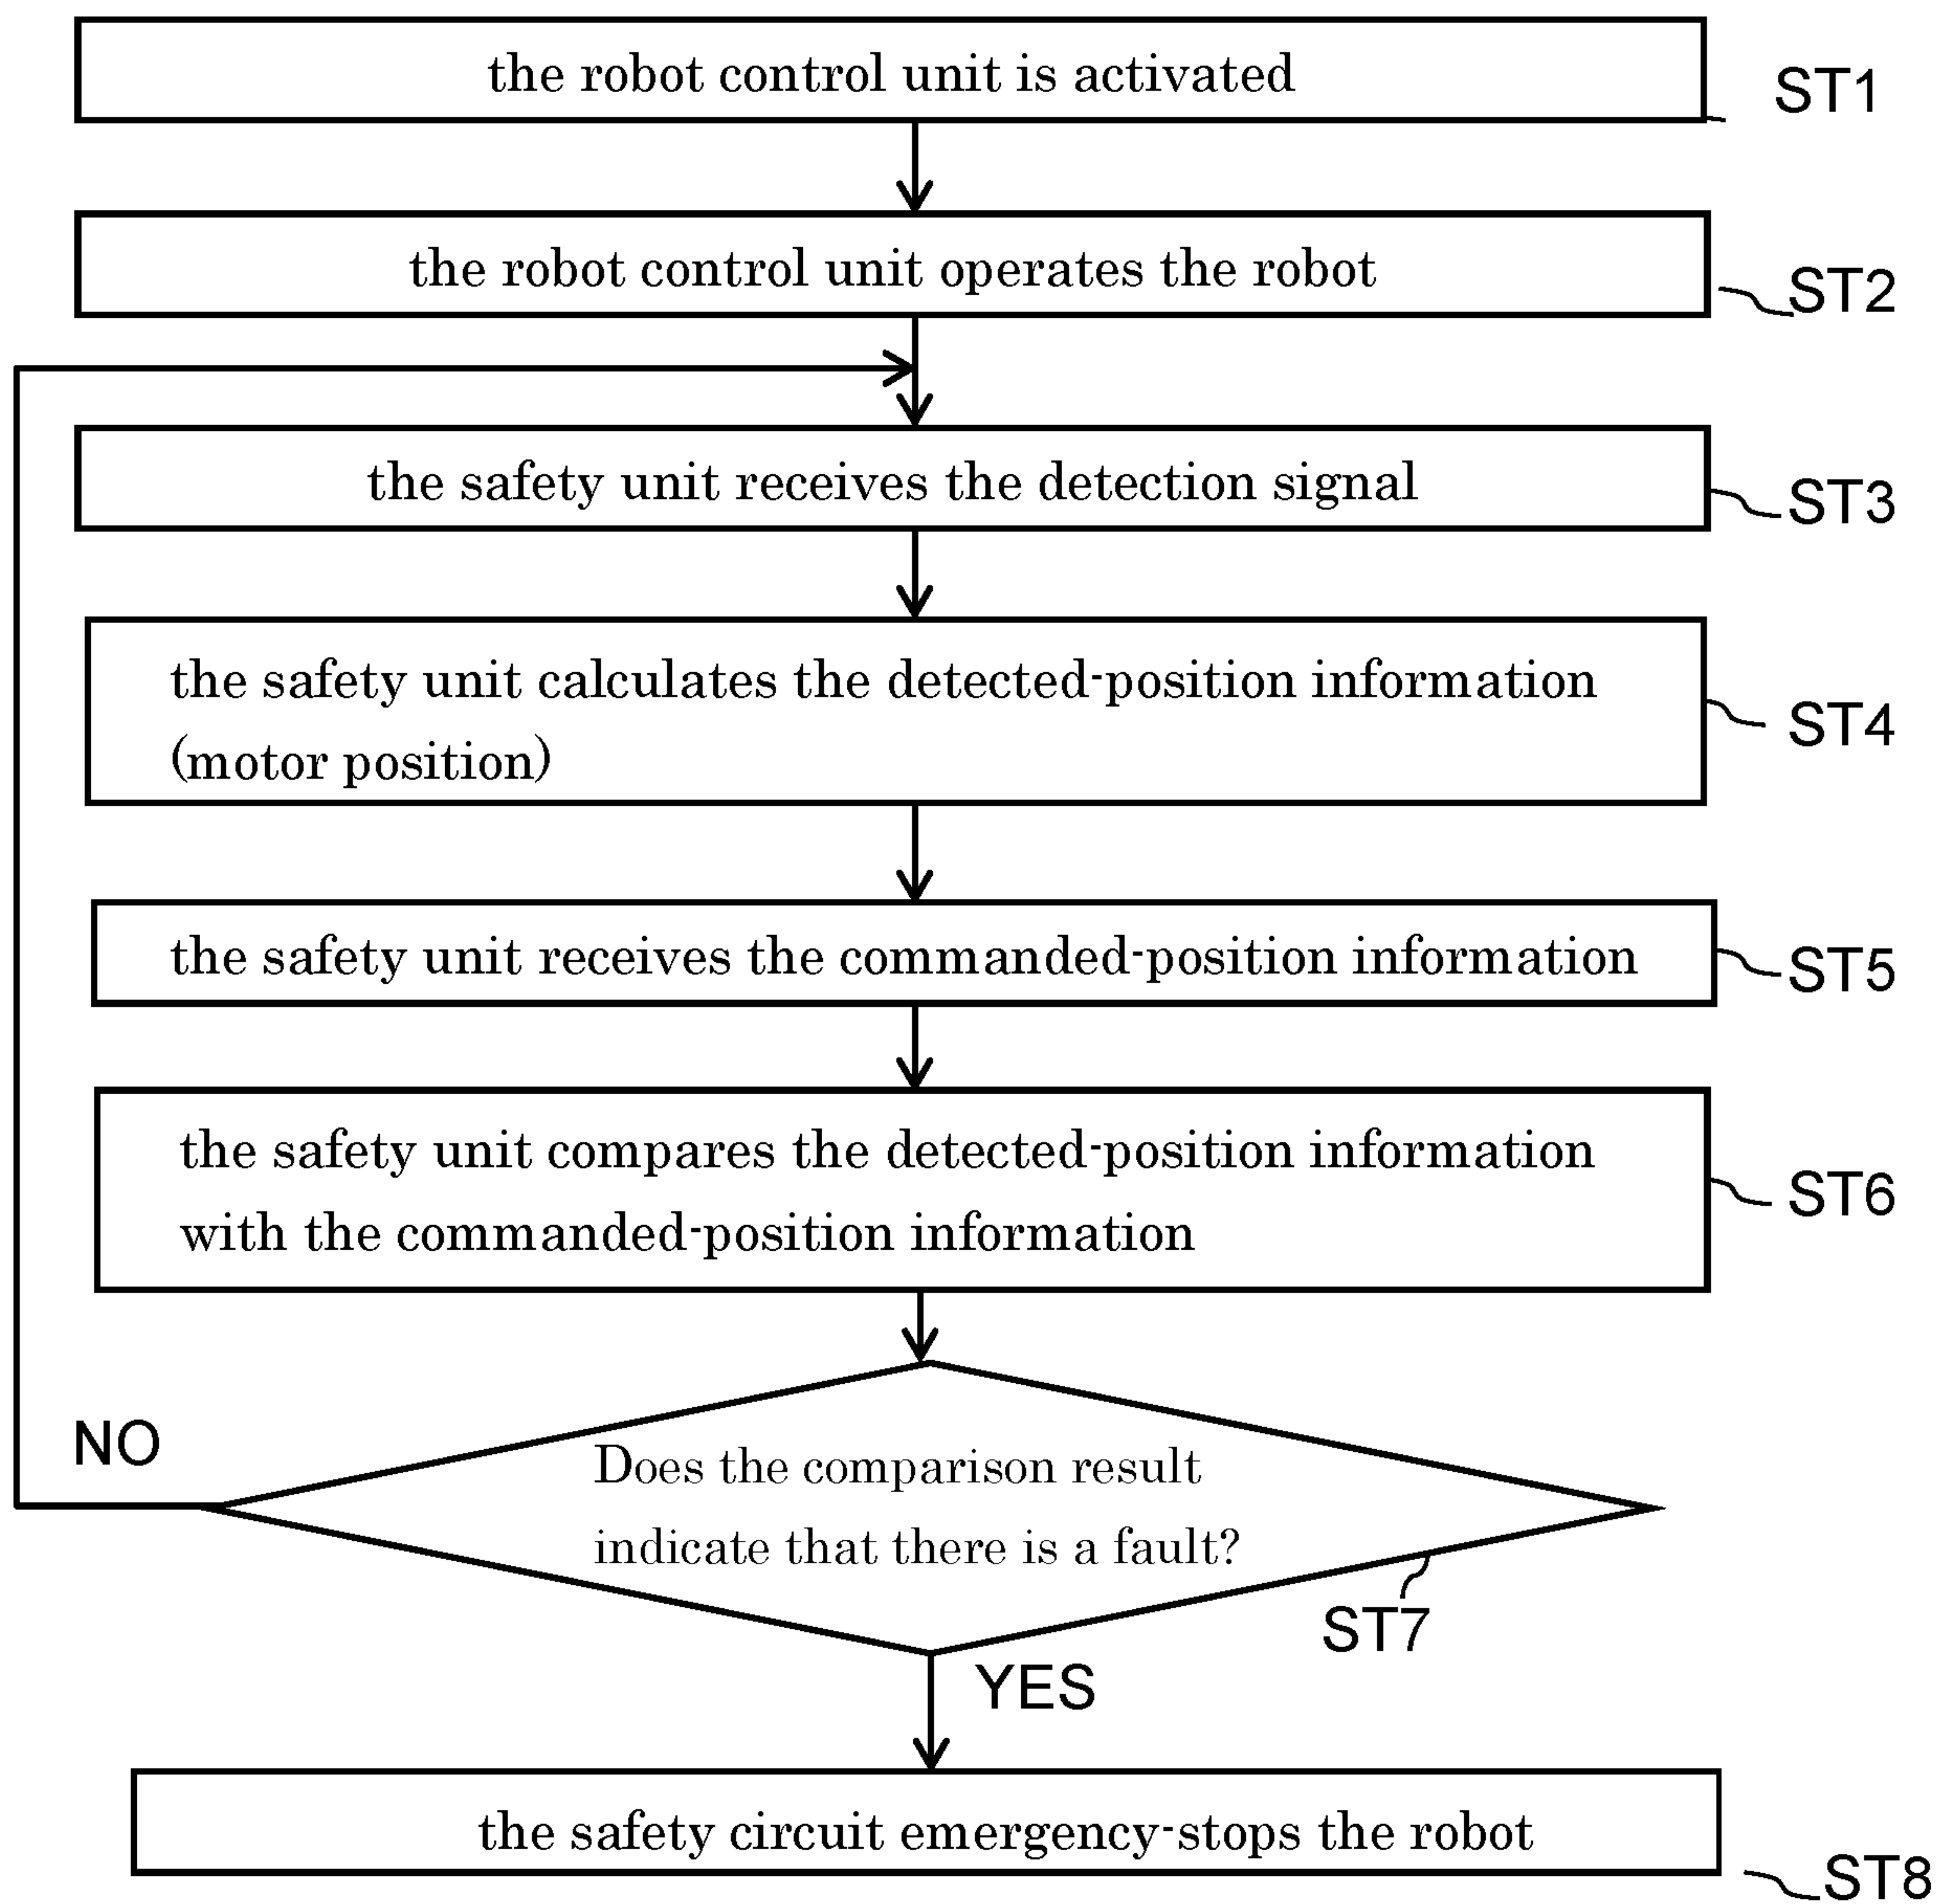 the robot control unit is activated
ST1
the robot control unit operates the robot
ST2
the safety unit receives the detection signal
ST3
the safety unit calculates the detected-position information
(motor position)
ST4
the safety unit receives the commanded-position information
ST5
the safety unit compares the detected-position information
with the commanded-position information
ST6
NO
Does the comparison result
indicate that there is a fault?
ST7
YES
the safety circuit emergency-stops the robot
ST8